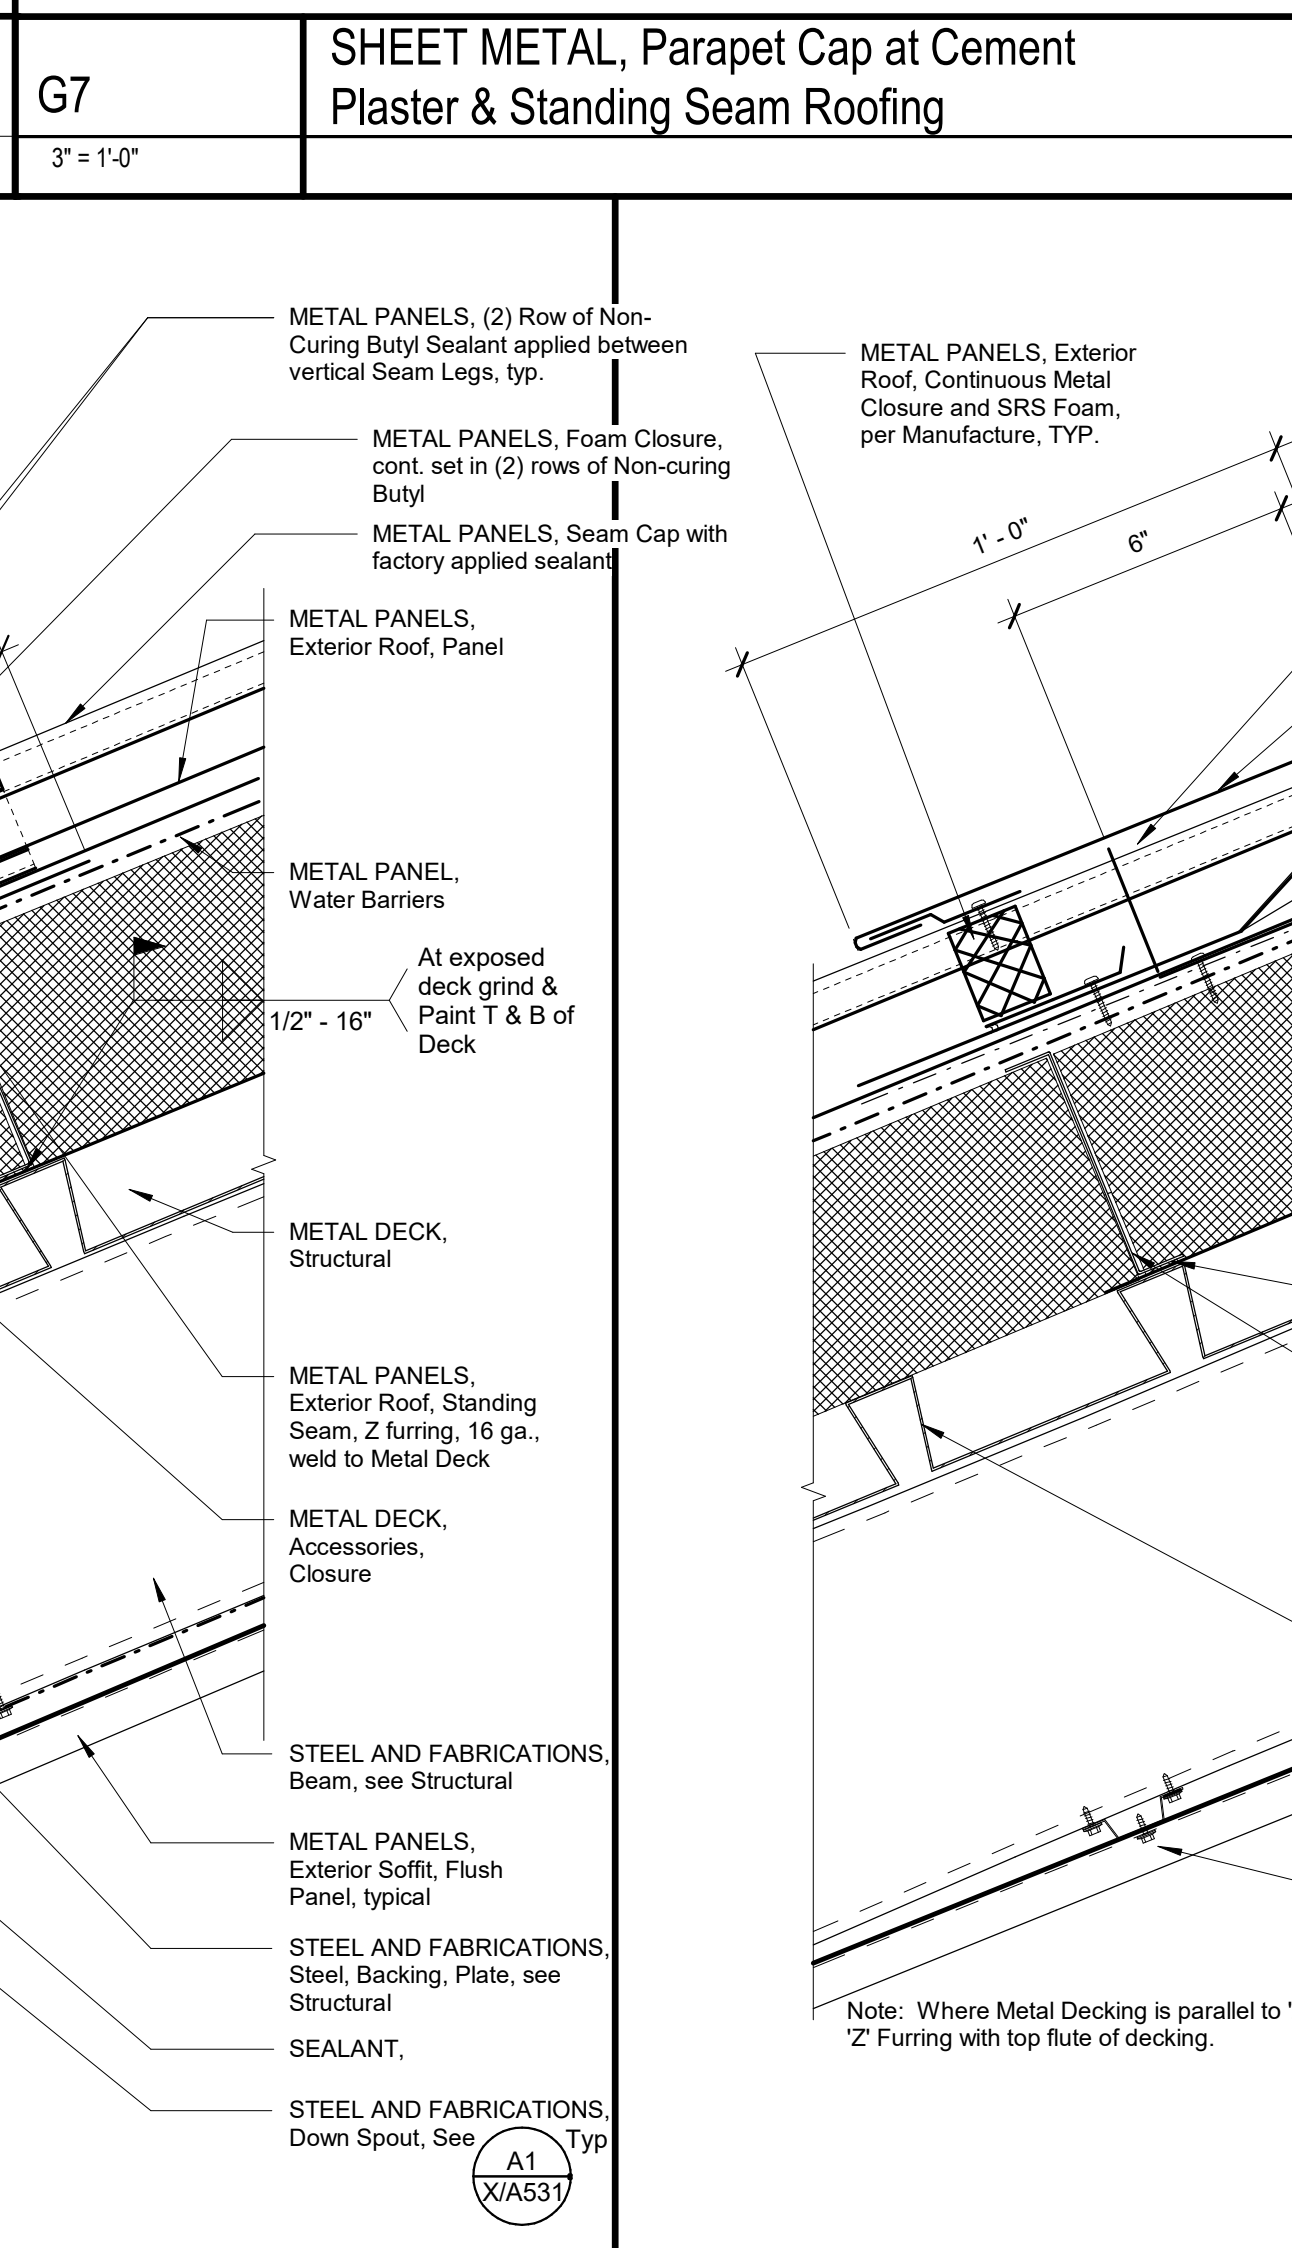 G7
3" = 1'-0"
SHEET METAL, Parapet Cap at Cement
Plaster & Standing Seam Roofing
METAL PANELS, (2) Row of Non-
Curing Butyl Sealant applied between
vertical Seam Legs, typ.
METAL PANELS, Foam Closure,
cont. set in (2) rows of Non-curing
Butyl
METAL PANELS, Seam Cap with
factory applied sealant
METAL PANELS,
Exterior Roof, Panel
METAL PANEL,
Water Barriers
At exposed
deck grind &
Paint T & B of
Deck
1/2" - 16"
METAL DECK,
Structural
METAL PANELS,
Exterior Roof, Standing
Seam, Z furring, 16 ga.,
weld to Metal Deck
METAL DECK,
Accessories,
Closure
STEEL AND FABRICATIONS,
Beam, see Structural
METAL PANELS,
Exterior Soffit, Flush
Panel, typical
STEEL AND FABRICATIONS,
Steel, Backing, Plate, see
Structural
SEALANT,
STEEL AND FABRICATIONS,
Down Spout, See Typ
A1
X/A531
METAL PANELS, Exterior
Roof, Continuous Metal
Closure and SRS Foam,
per Manufacture, TYP.
1' - 0"
6"
Note: Where Metal Decking is parallel to '
'Z' Furring with top flute of decking.